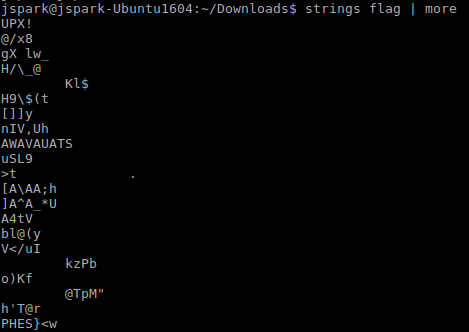 jspark@jspark-Ubuntu1604:~/Downloads$ strings flag | more
UPX!
@/x8
gX lw_
H/\_@
Kl$
H9\$(t
[]]y
nIV,Uh
AWAVAUATS
uSL9
>t .
[A\AA;h
]A^A_*U
A4tV
bl@(y
V</uI
kzPb
o)Kf
@TpM"
h'T@r
PHES}<w